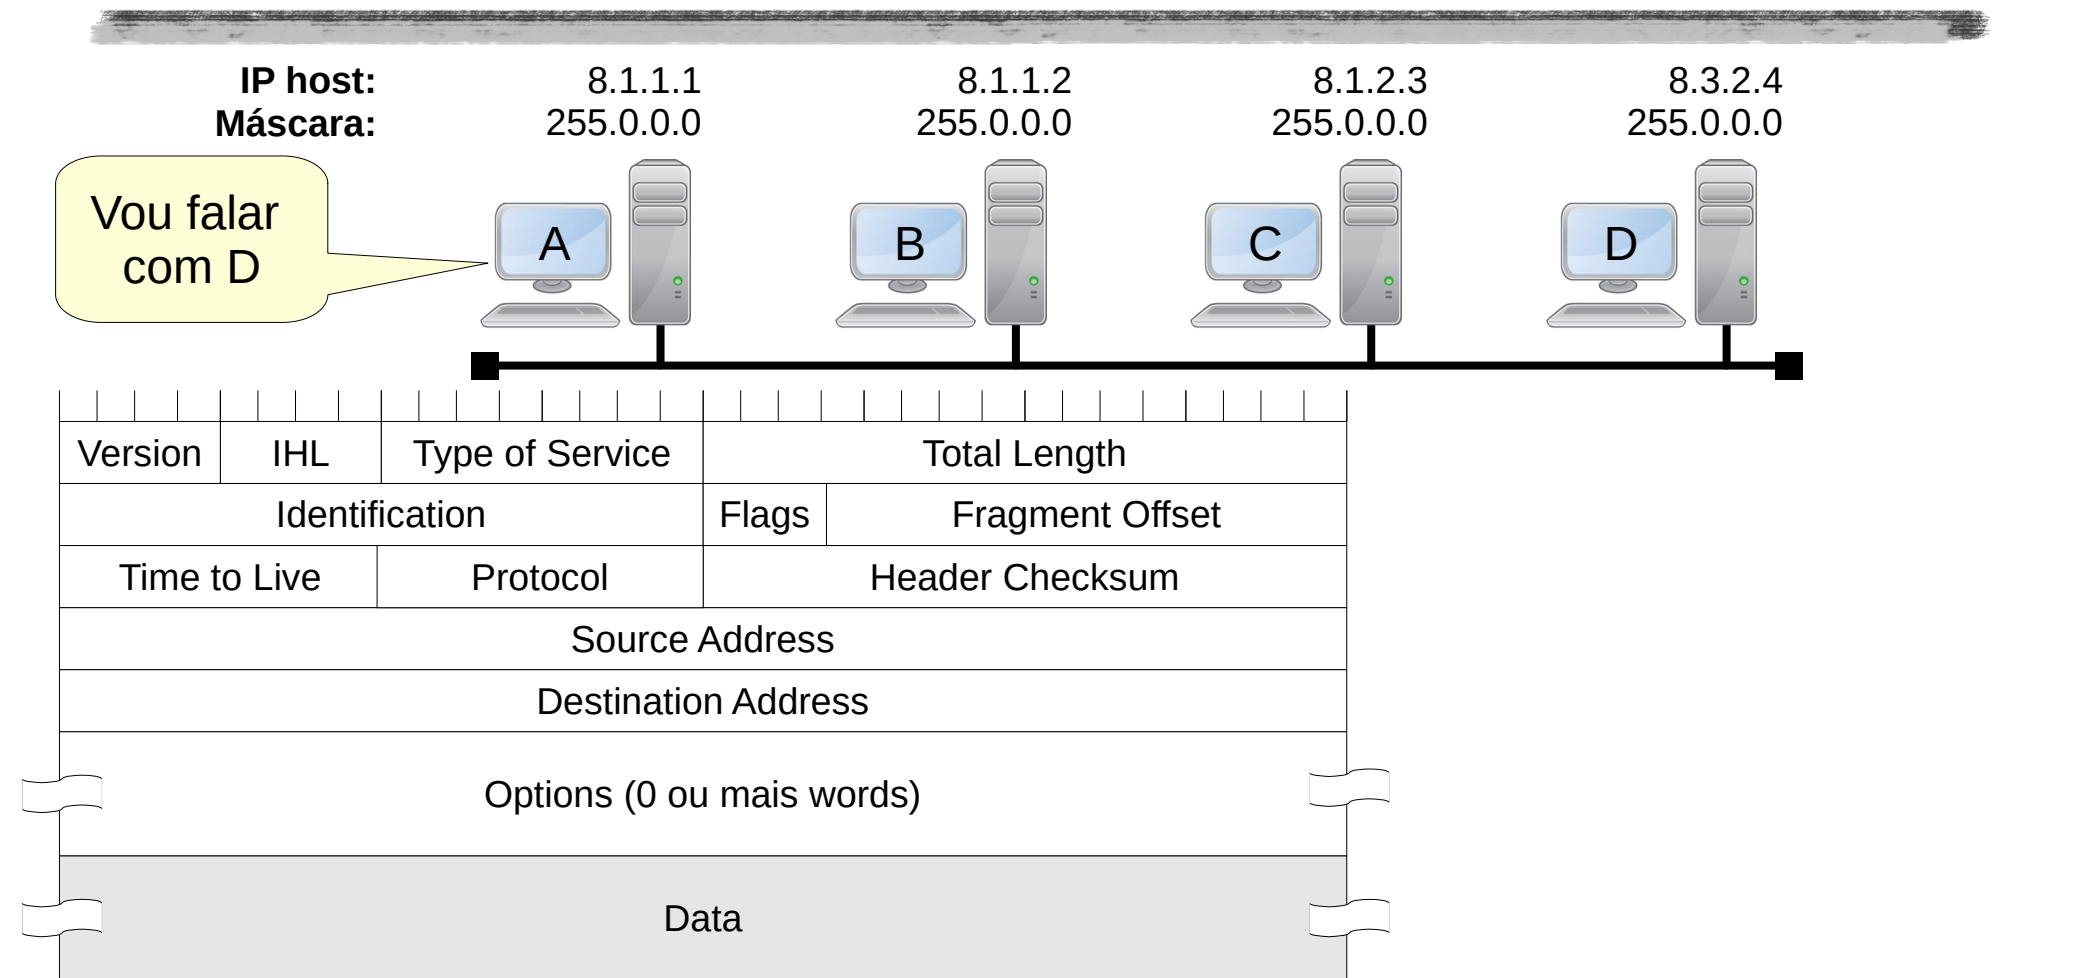 IP host: 8.1.1.1 8.1.1.2 8.1.2.3 8.3.2.4
Máscara: 255.0.0.0 255.0.0.0 255.0.0.0 255.0.0.0
Vou falar
com D
A B C D
Version IHL Type of Service Total Length
Identification Flags Fragment Offset
Time to Live Protocol Header Checksum
Source Address
Destination Address
Options (0 ou mais words)
Data